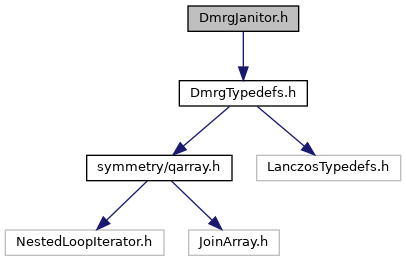 DmrgJanitor.h
DmrgTypedefs.h
symmetry/qarray.h
LanczosTypedefs.h
NestedLoopIterator.h
JoinArray.h